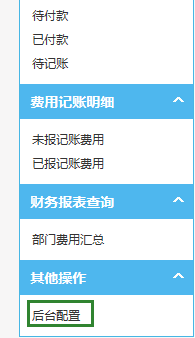 待付款
已付款
待记账
费用记账明细
未报记账费用
已报记账费用
财务报表查询
部门费用汇总
其他操作
后台配置